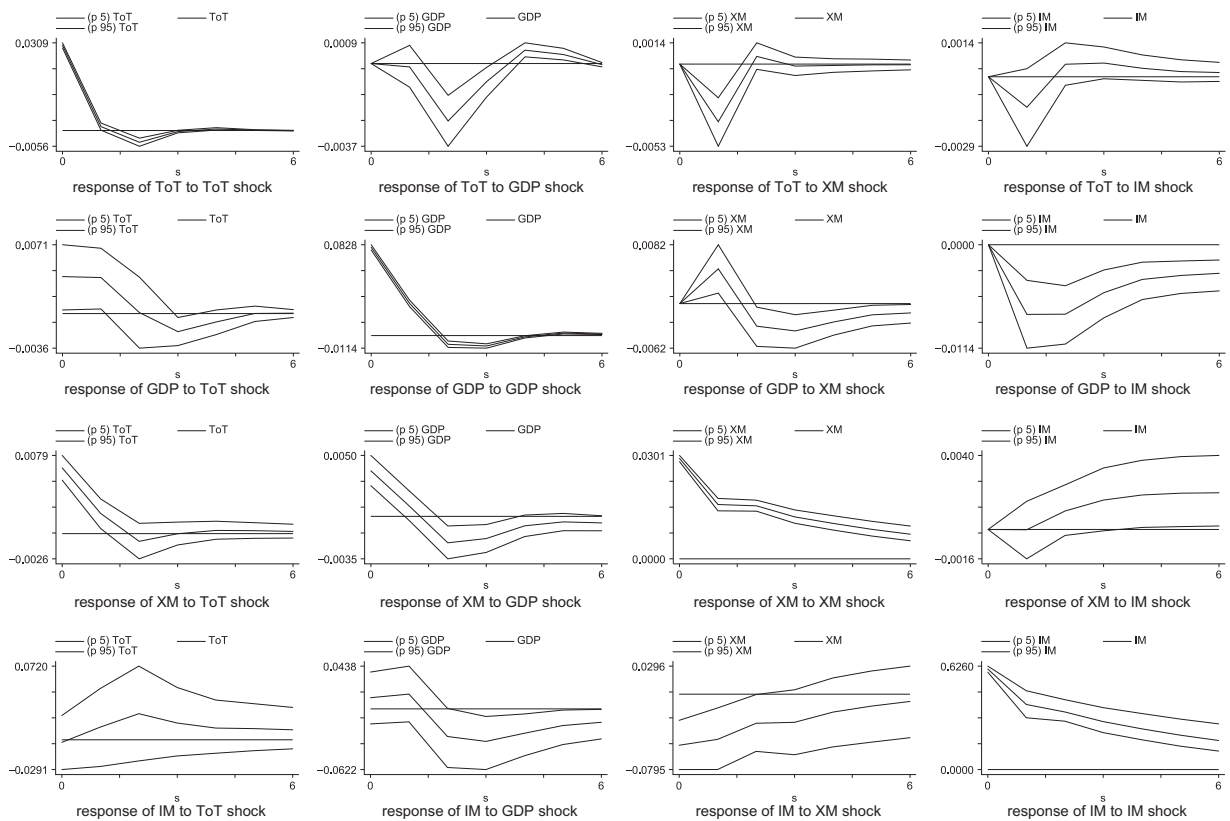 (p 5) ToT ToT
(p 95) ToT
0.0309
−0.0056
0 6
s
response of ToT to ToT shock
(p 5) GDP GDP
(p 95) GDP
0.0009
−0.0037
0 6
s
response of ToT to GDP shock
(p 5) XM XM
(p 95) XM
0.0014
−0.0053
0 6
s
response of ToT to XM shock
(p 5) IM IM
(p 95) IM
0.0014
−0.0029
0 6
s
response of ToT to IM shock
(p 5) ToT ToT
(p 95) ToT
0.0071
−0.0036
0 6
s
response of GDP to ToT shock
(p 5) GDP GDP
(p 95) GDP
0.0828
−0.0114
0 6
s
response of GDP to GDP shock
(p 5) XM XM
(p 95) XM
0.0082
−0.0062
0 6
s
response of GDP to XM shock
(p 5) IM IM
(p 95) IM
0.0000
−0.0114
0 6
s
response of GDP to IM shock
(p 5) ToT ToT
(p 95) ToT
0.0079
−0.0026
0 6
s
response of XM to ToT shock
(p 5) GDP GDP
(p 95) GDP
0.0050
−0.0035
0 6
s
response of XM to GDP shock
(p 5) XM XM
(p 95) XM
0.0301
0.0000
0 6
s
response of XM to XM shock
(p 5) IM IM
(p 95) IM
0.0040
−0.0016
0 6
s
response of XM to IM shock
(p 5) ToT ToT
(p 95) ToT
0.0720
−0.0291
0 6
s
response of IM to ToT shock
(p 5) GDP GDP
(p 95) GDP
0.0438
−0.0622
0 6
s
response of IM to GDP shock
(p 5) XM XM
(p 95) XM
0.0296
−0.0795
0 6
s
response of IM to XM shock
(p 5) IM IM
(p 95) IM
0.6260
0.0000
0 6
s
response of IM to IM shock